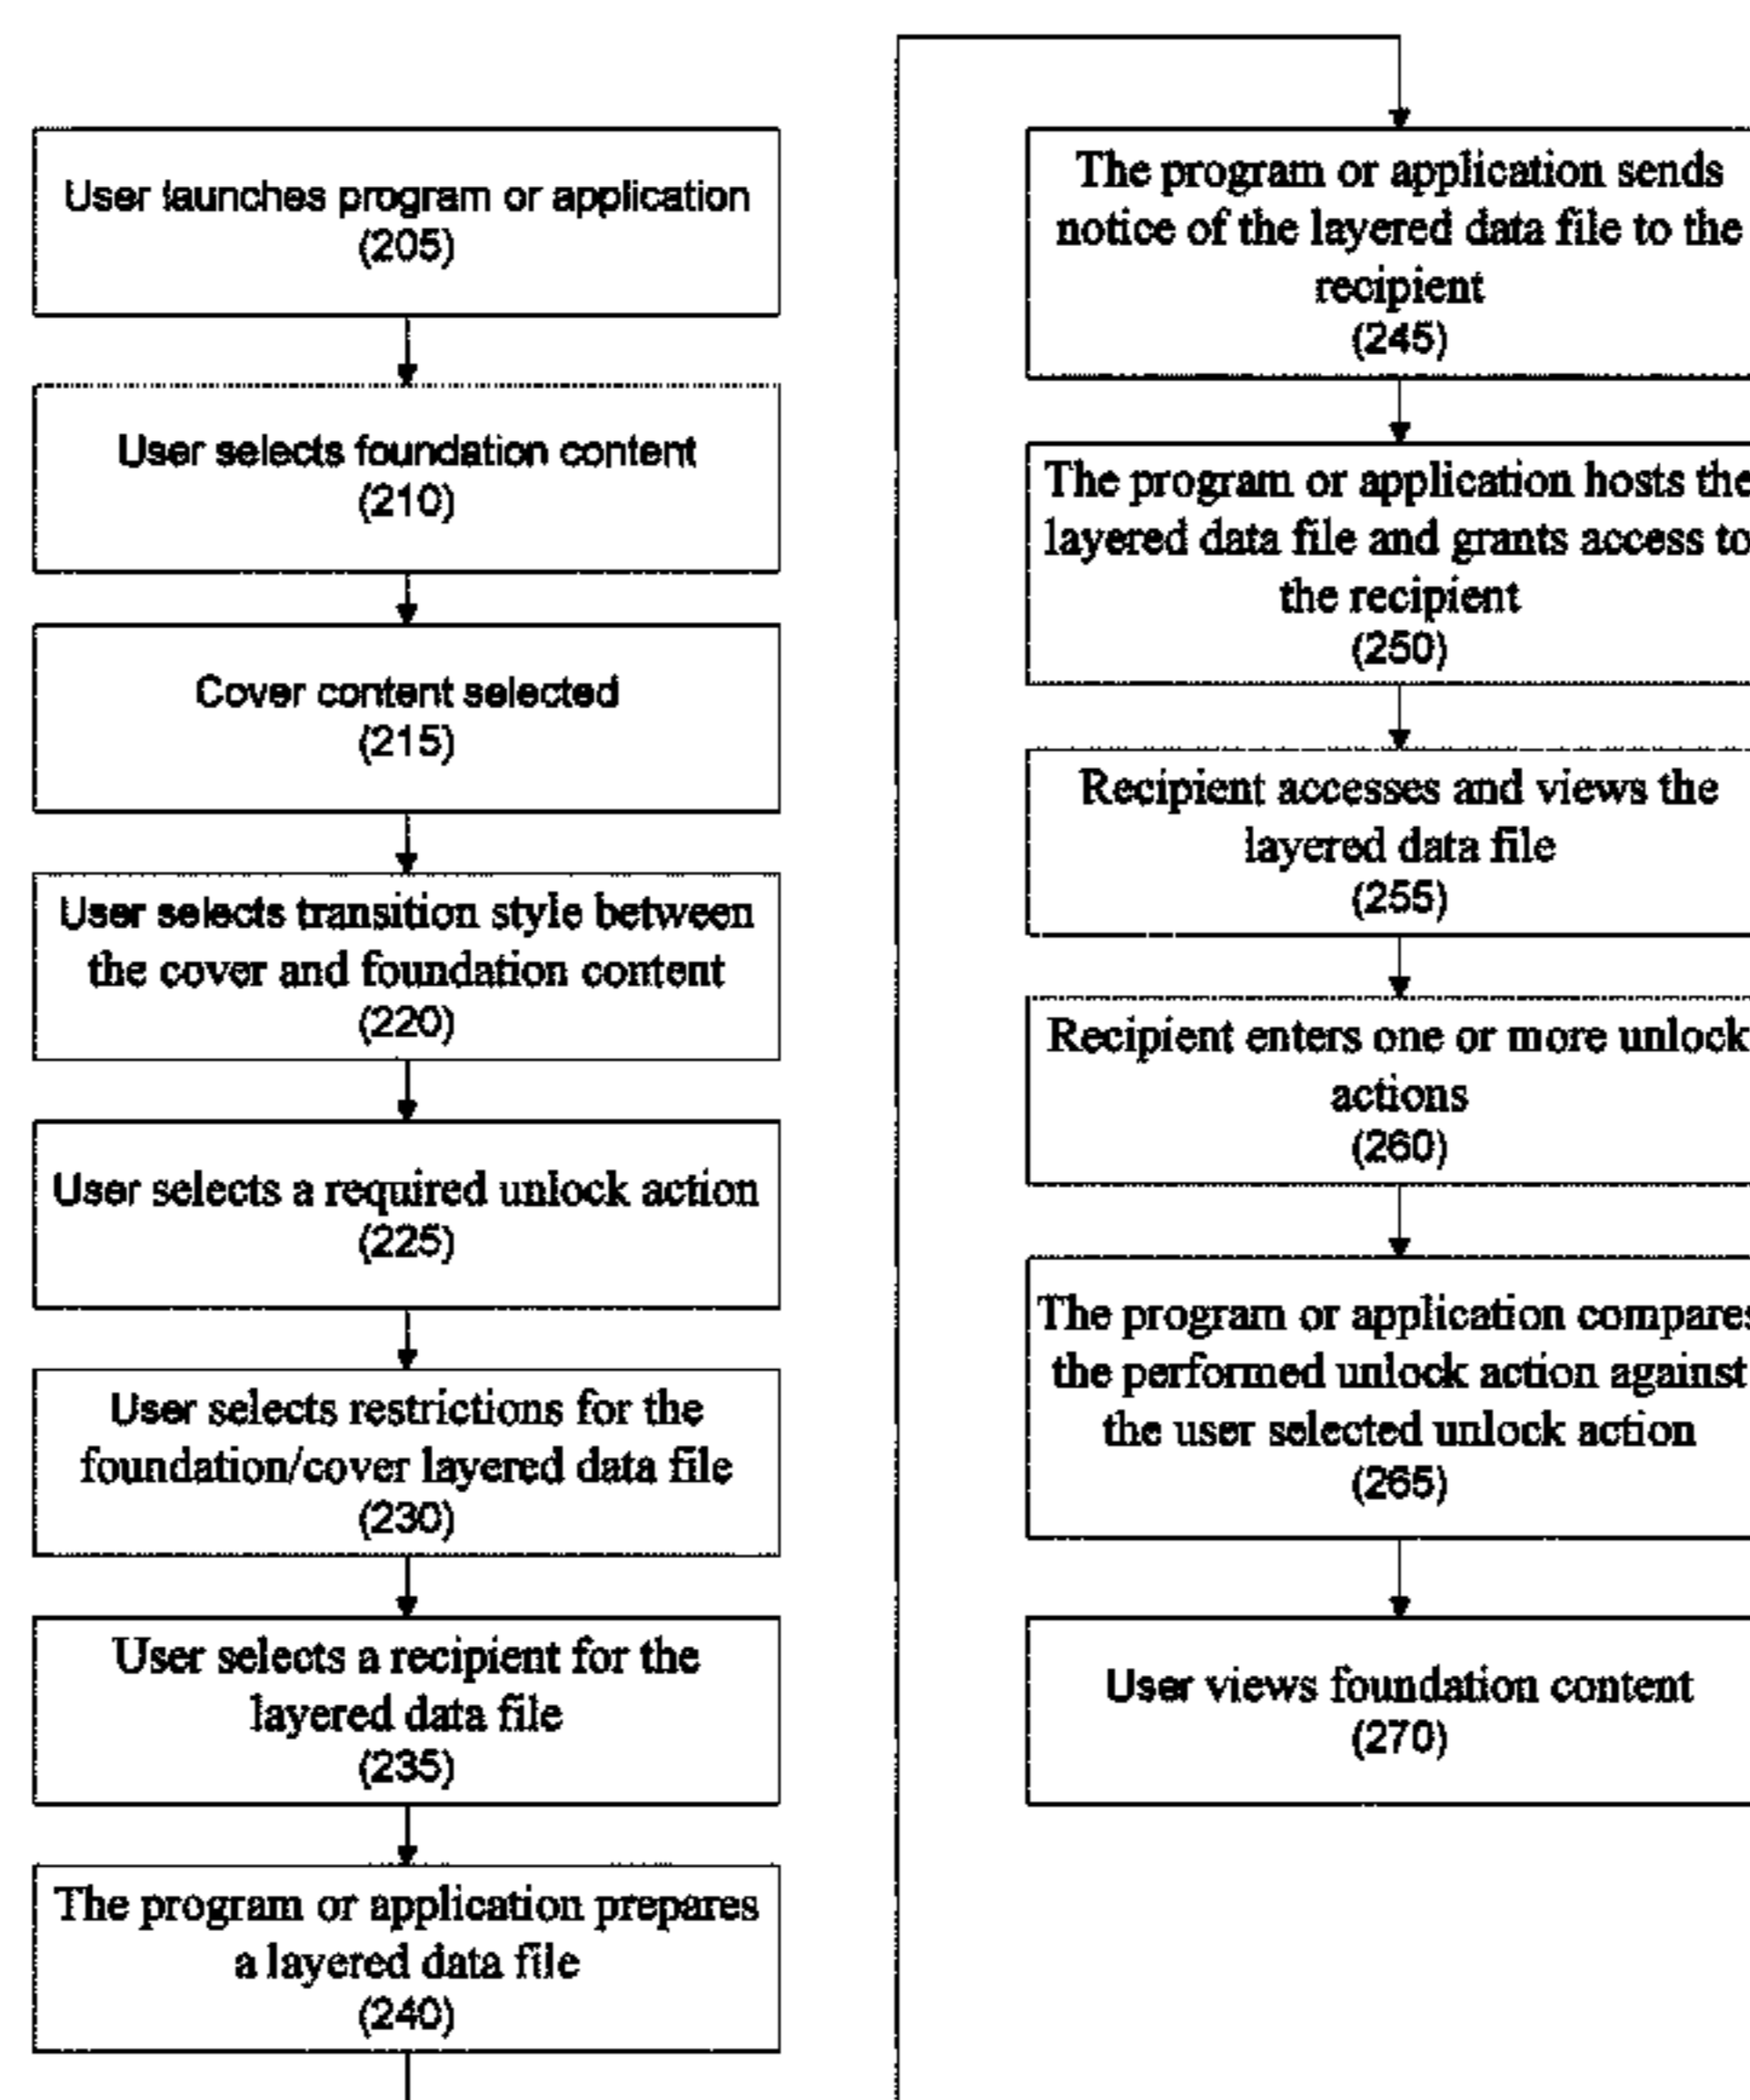 User launches program or application
(205)
User selects foundation content
(210)
Cover content selected
(215)
User selects transition style between
the cover and foundation content
(220)
User selects a required unlock action
(225)
User selects restrictions for the
foundation/cover layered data file
(230)
User selects a recipient for the
layered data file
(235)
The program or application prepares
a layered data file
(240)
The program or application sends
notice of the layered data file to the
recipient
(245)
The program or application hosts the
layered data file and grants access to
the recipient
(250)
Recipient accesses and views the
layered data file
(255)
Recipient enters one or more unlock
actions
(260)
The program or application compares
the performed unlock action against
the user selected unlock action
(265)
User views foundation content
(270)